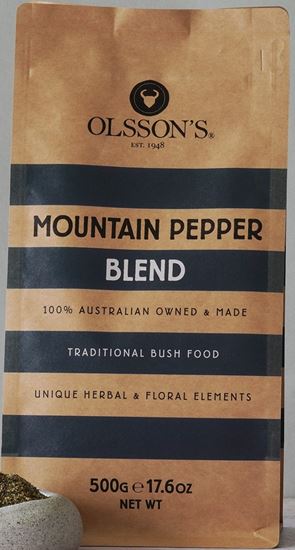 OLSSON'S®
EST. 1948
MOUNTAIN PEPPER
BLEND
100% AUSTRALIAN OWNED & MADE
TRADITIONAL BUSH FOOD
UNIQUE HERBAL & FLORAL ELEMENTS
500G ℮ 17.6OZ
NET WT